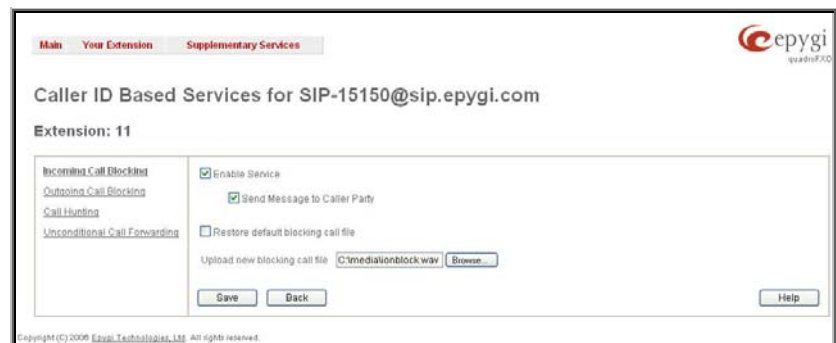 Main Your Extension Supplementary Services
epygi
quadroFXO
Caller ID Based Services for SIP-15150@sip.epygi.com
Extension: 11
Incoming Call Blocking
Outgoing Call Blocking
Call Hunting
Unconditional Call Forwarding
Enable Service
Send Message to Caller Party
Restore default blocking call file
Upload new blocking call file C:\media\ionblock.wav Browse...
Save Back Help
Copyright (C) 2008 Epygi Technologies, Ltd. All rights reserved.